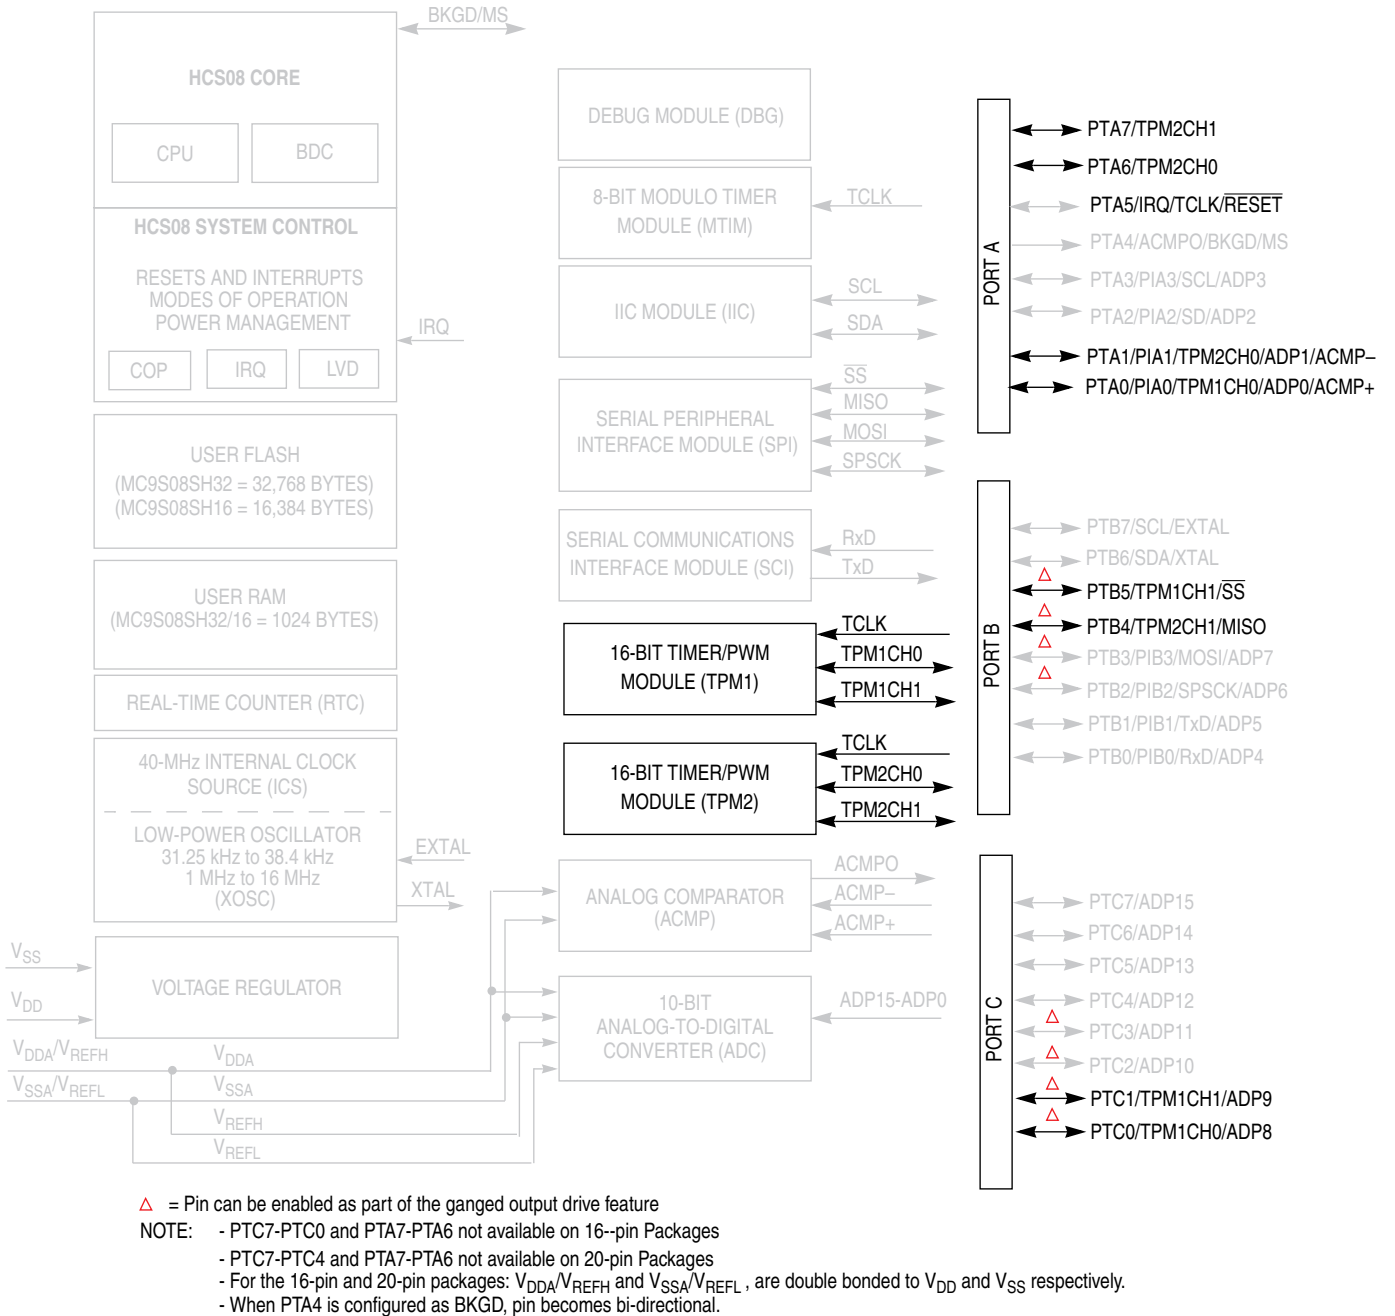 BKGD/MS
HCS08 CORE
CPU
BDC
HCS08 SYSTEM CONTROL
RESETS AND INTERRUPTS
MODES OF OPERATION
POWER MANAGEMENT
COP
IRQ
LVD
IRQ
USER FLASH
(MC9S08SH32 = 32,768 BYTES)
(MC9S08SH16 = 16,384 BYTES)
USER RAM
(MC9S08SH32/16 = 1024 BYTES)
REAL-TIME COUNTER (RTC)
40-MHz INTERNAL CLOCK
SOURCE (ICS)
LOW-POWER OSCILLATOR
31.25 kHz to 38.4 kHz
1 MHz to 16 MHz
(XOSC)
EXTAL
XTAL
VSS
VDD
VOLTAGE REGULATOR
VDDA/VREFH
VSSA/VREFL
VDDA
VSSA
VREFH
VREFL
DEBUG MODULE (DBG)
8-BIT MODULO TIMER
MODULE (MTIM)
TCLK
IIC MODULE (IIC)
SCL
SDA
SERIAL PERIPHERAL
INTERFACE MODULE (SPI)
SS
MISO
MOSI
SPSCK
SERIAL COMMUNICATIONS
INTERFACE MODULE (SCI)
RxD
TxD
16-BIT TIMER/PWM
MODULE (TPM1)
TCLK
TPM1CH0
TPM1CH1
16-BIT TIMER/PWM
MODULE (TPM2)
TCLK
TPM2CH0
TPM2CH1
ANALOG COMPARATOR
(ACMP)
ACMPO
ACMP–
ACMP+
10-BIT
ANALOG-TO-DIGITAL
CONVERTER (ADC)
ADP15-ADP0
PORT A
PTA7/TPM2CH1
PTA6/TPM2CH0
PTA5/IRQ/TCLK/RESET
PTA4/ACMPO/BKGD/MS
PTA3/PIA3/SCL/ADP3
PTA2/PIA2/SD/ADP2
PTA1/PIA1/TPM2CH0/ADP1/ACMP–
PTA0/PIA0/TPM1CH0/ADP0/ACMP+
PORT B
PTB7/SCL/EXTAL
PTB6/SDA/XTAL
Δ
PTB5/TPM1CH1/SS
Δ
PTB4/TPM2CH1/MISO
Δ
PTB3/PIB3/MOSI/ADP7
Δ
PTB2/PIB2/SPSCK/ADP6
PTB1/PIB1/TxD/ADP5
PTB0/PIB0/RxD/ADP4
PORT C
PTC7/ADP15
PTC6/ADP14
PTC5/ADP13
PTC4/ADP12
Δ
PTC3/ADP11
Δ
PTC2/ADP10
Δ
PTC1/TPM1CH1/ADP9
Δ
PTC0/TPM1CH0/ADP8
Δ = Pin can be enabled as part of the ganged output drive feature
NOTE: - PTC7-PTC0 and PTA7-PTA6 not available on 16--pin Packages
- PTC7-PTC4 and PTA7-PTA6 not available on 20-pin Packages
- For the 16-pin and 20-pin packages: VDDA/VREFH and VSSA/VREFL , are double bonded to VDD and VSS respectively.
- When PTA4 is configured as BKGD, pin becomes bi-directional.